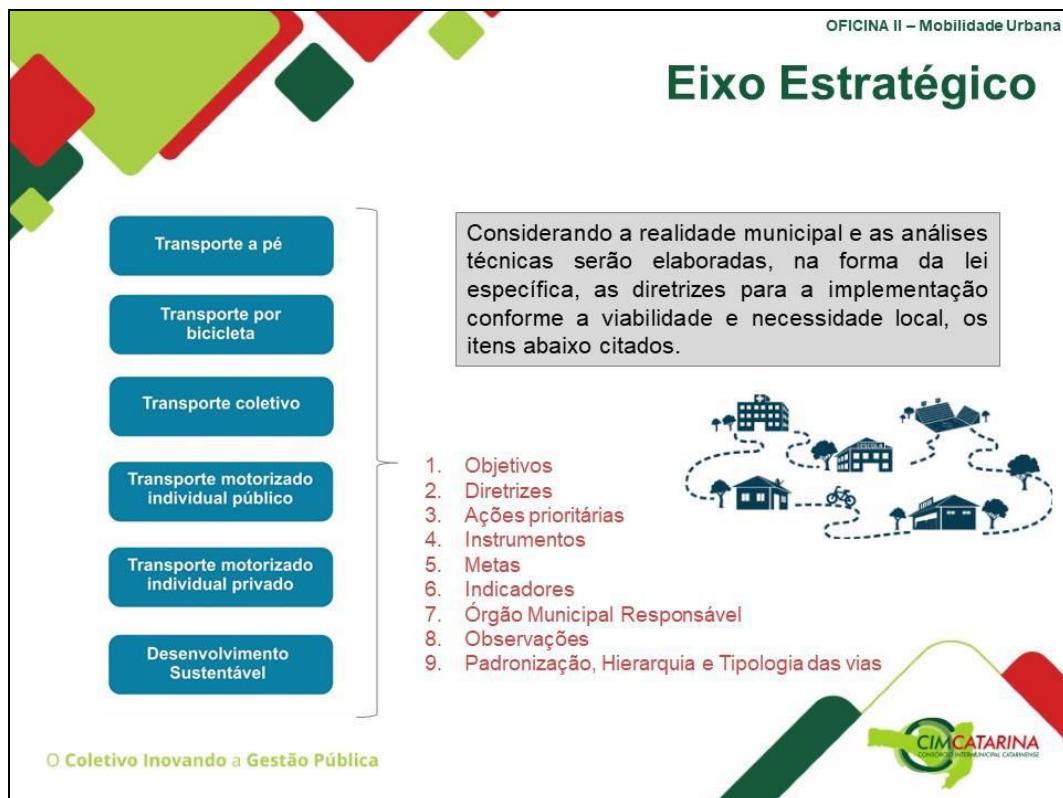 OFICINA II – Mobilidade Urbana
Eixo Estratégico
Transporte a pé
Transporte por
bicicleta
Transporte coletivo
Transporte motorizado
individual público
Transporte motorizado
individual privado
Desenvolvimento
Sustentável
Considerando a realidade municipal e as análises
técnicas serão elaboradas, na forma da lei
específica, as diretrizes para a implementação
conforme a viabilidade e necessidade local, os
itens abaixo citados.
ESCOLA
1. Objetivos
2. Diretrizes
3. Ações prioritárias
4. Instrumentos
5. Metas
6. Indicadores
7. Órgão Municipal Responsável
8. Observações
9. Padronização, Hierarquia e Tipologia das vias
O Coletivo Inovando a Gestão Pública
CIMCATARINA
CONSÓRCIO INTERMUNICIPAL CATARINENSE